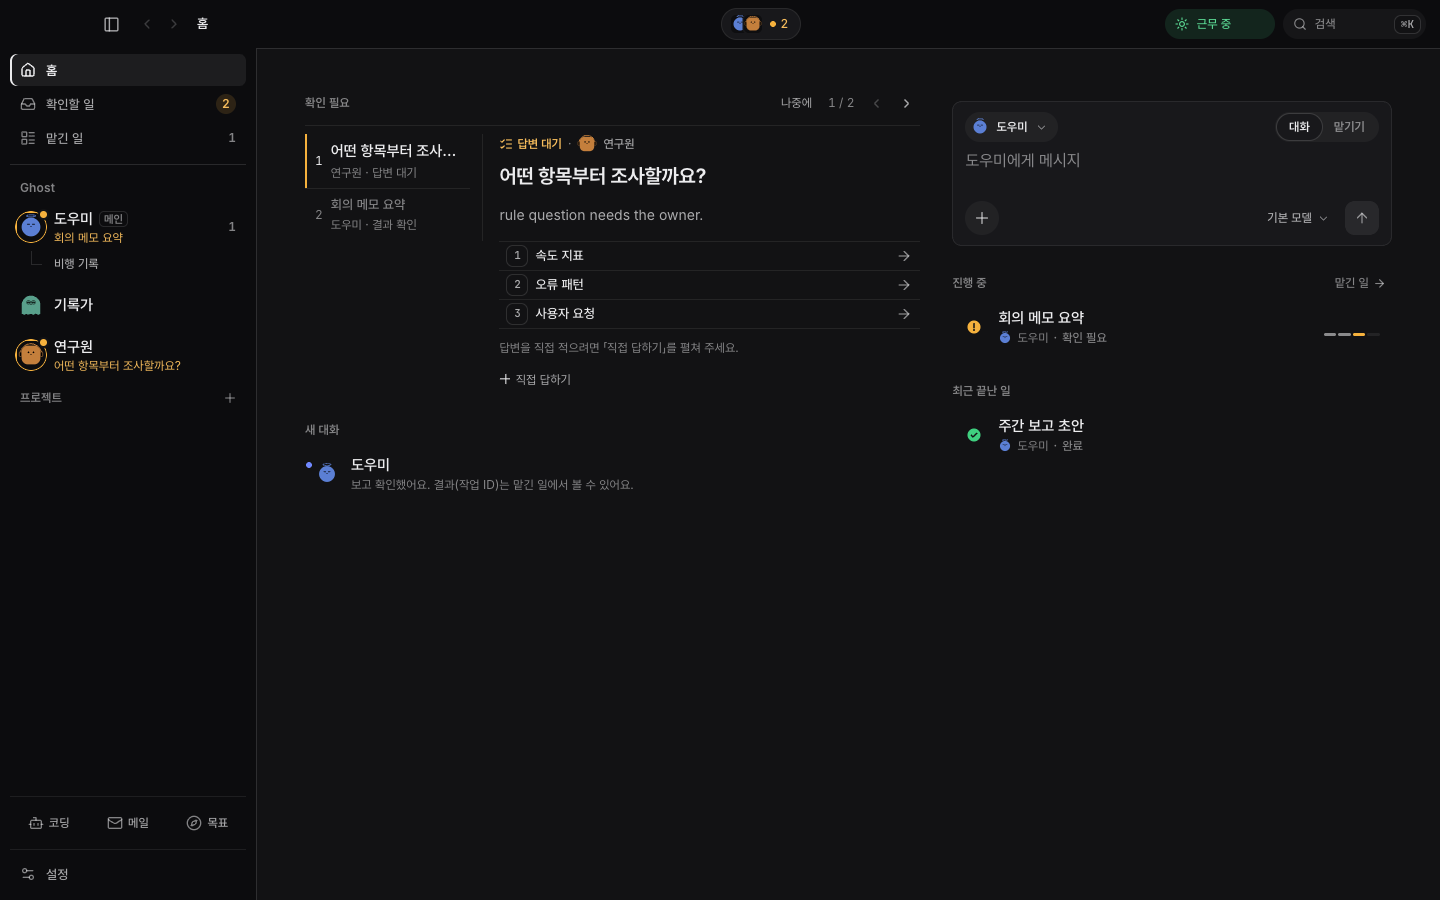 홈
2
근무 중
검색
⌘K
홈
확인할 일
2
맡긴 일
1
Ghost
도우미 메인
회의 메모 요약
1
비행 기록
기록가
연구원
어떤 항목부터 조사할까요?
프로젝트
코딩
메일
목표
설정
확인 필요
나중에
1 / 2
1
어떤 항목부터 조사...
연구원 · 답변 대기
2
회의 메모 요약
도우미 · 결과 확인
답변 대기 · 연구원
어떤 항목부터 조사할까요?
rule question needs the owner.
1 속도 지표
2 오류 패턴
3 사용자 요청
답변을 직접 적으려면 「직접 답하기」를 펼쳐 주세요.
직접 답하기
새 대화
도우미
보고 확인했어요. 결과(작업 ID)는 맡긴 일에서 볼 수 있어요.
도우미
대화
맡기기
도우미에게 메시지
기본 모델
진행 중
맡긴 일
회의 메모 요약
도우미 · 확인 필요
최근 끝난 일
주간 보고 초안
도우미 · 완료